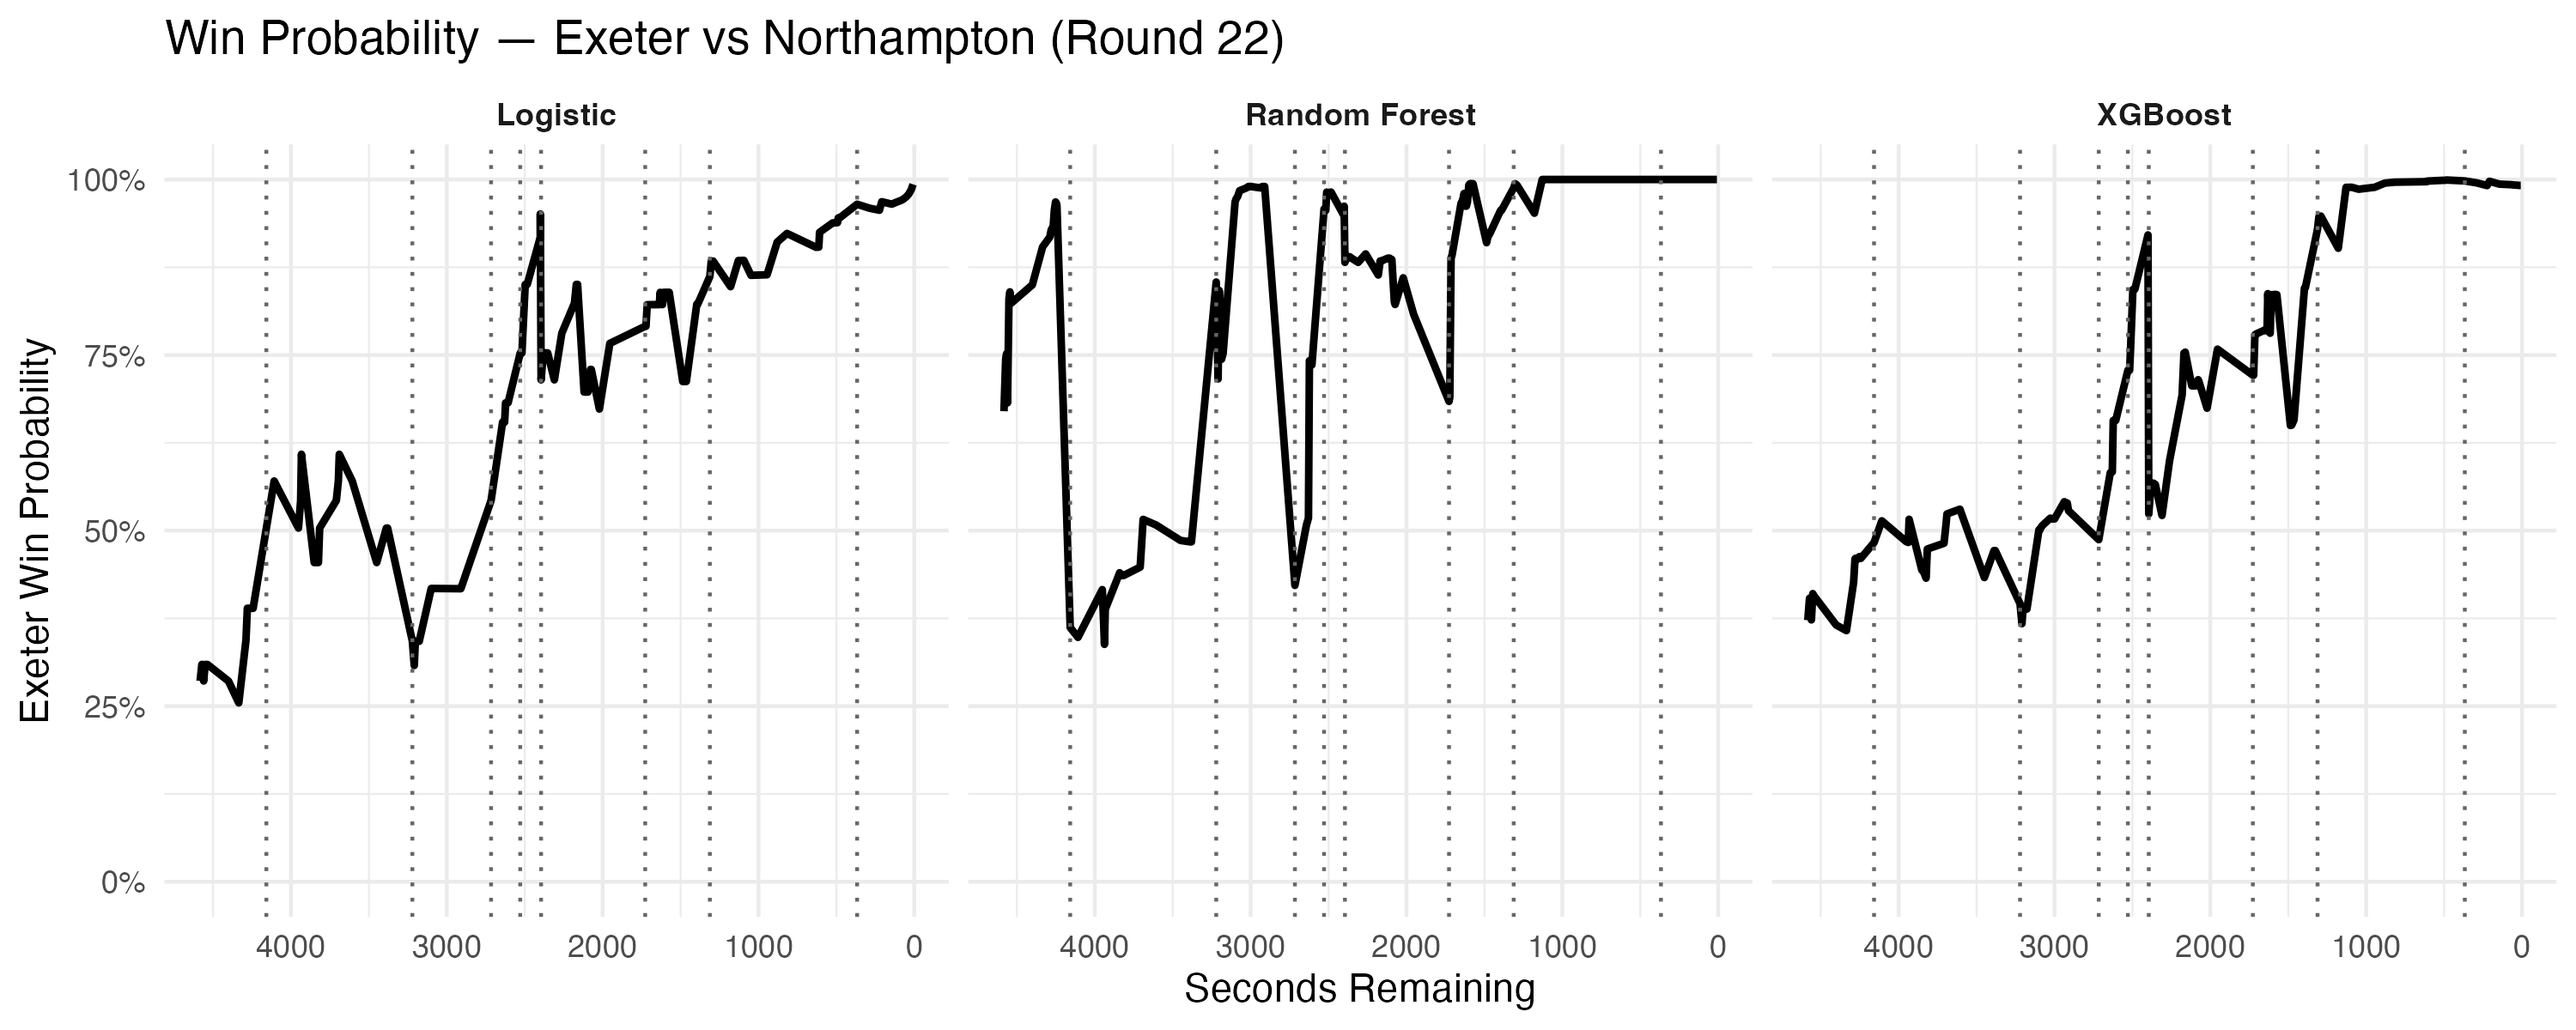 Win Probability — Exeter vs Northampton (Round 22)
Logistic
Random Forest
XGBoost
Exeter Win Probability
100%
75%
50%
25%
0%
4000 3000 2000 1000 0
4000 3000 2000 1000 0
4000 3000 2000 1000 0
Seconds Remaining